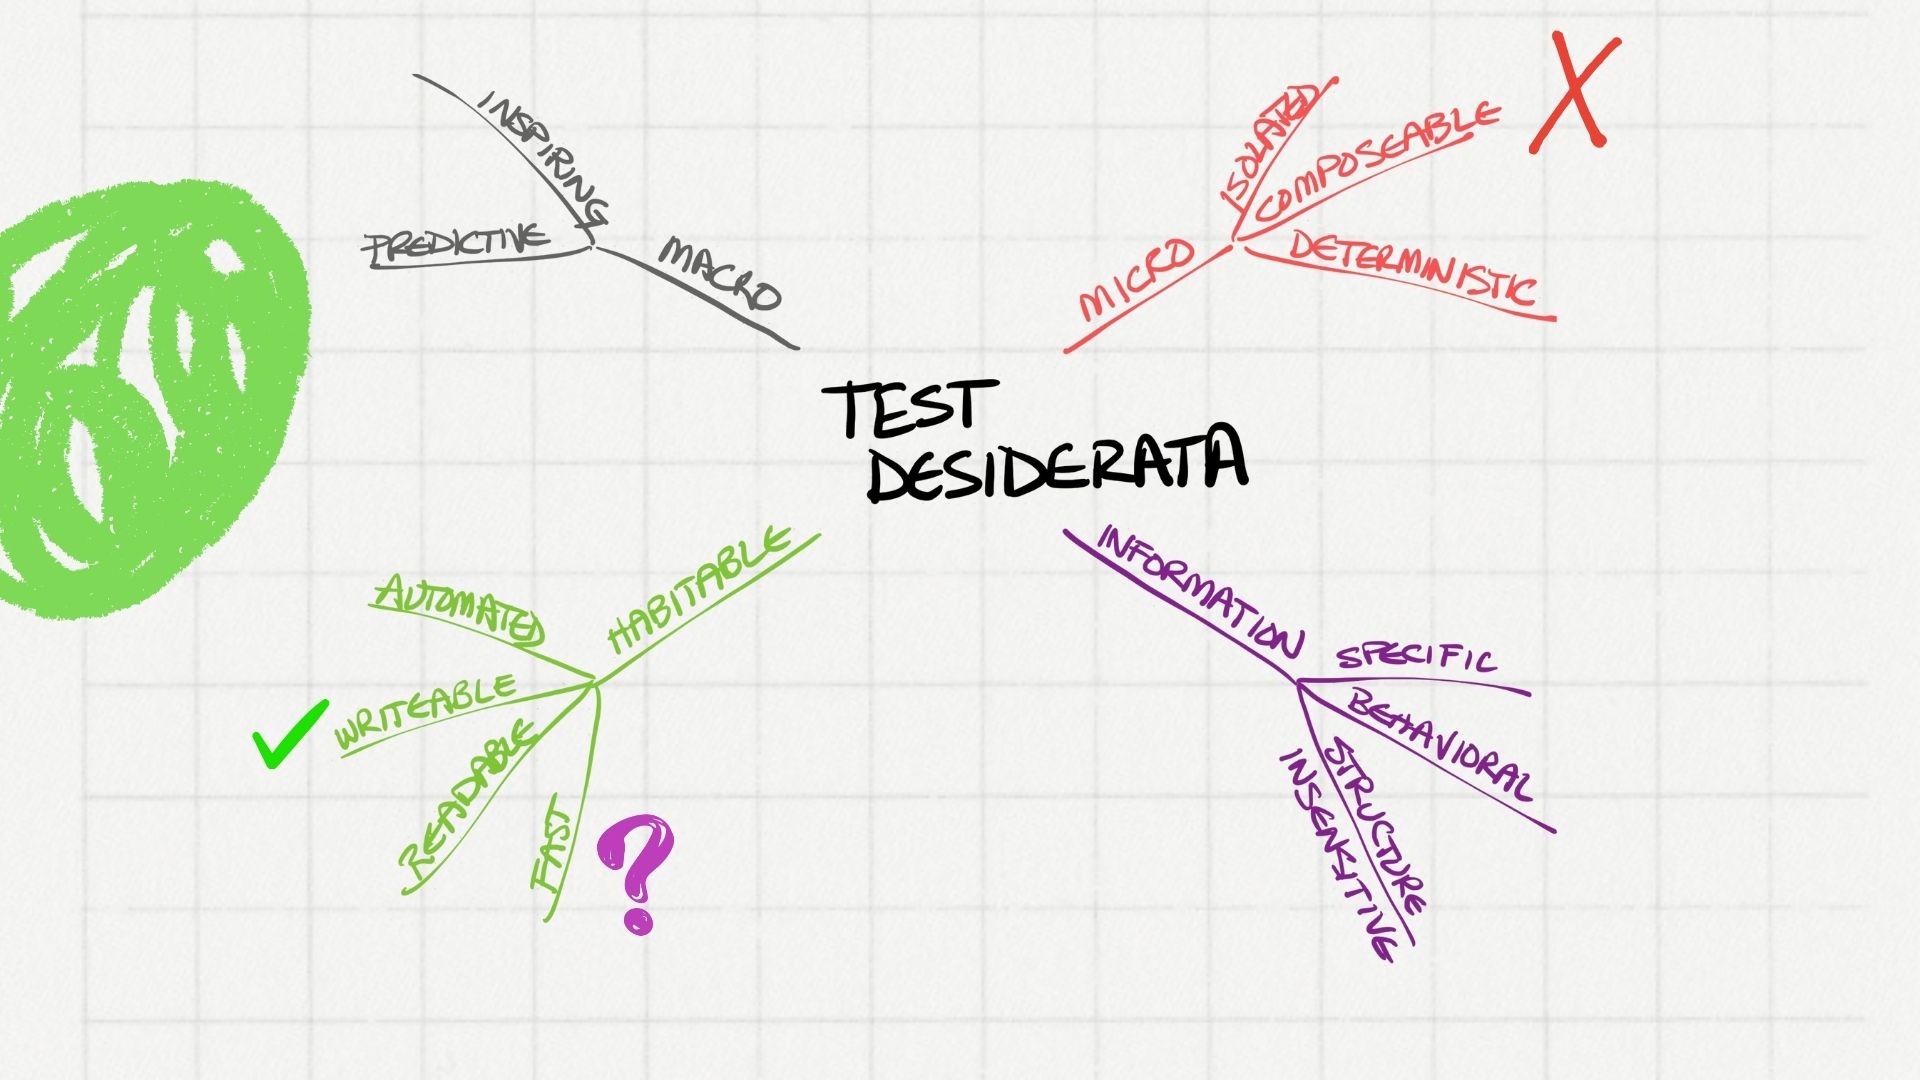 INSPIRING
PREDICTIVE
MACRO
ISOLATED
COMPOSEABLE
DETERMINISTIC
MICRO
TEST
DESIDERATA
HABITABLE
AUTOMATED
WRITEABLE
READABLE
FAST
?
INFORMATION
SPECIFIC
BEHAVIORAL
STRUCTURE
INSENSITIVE